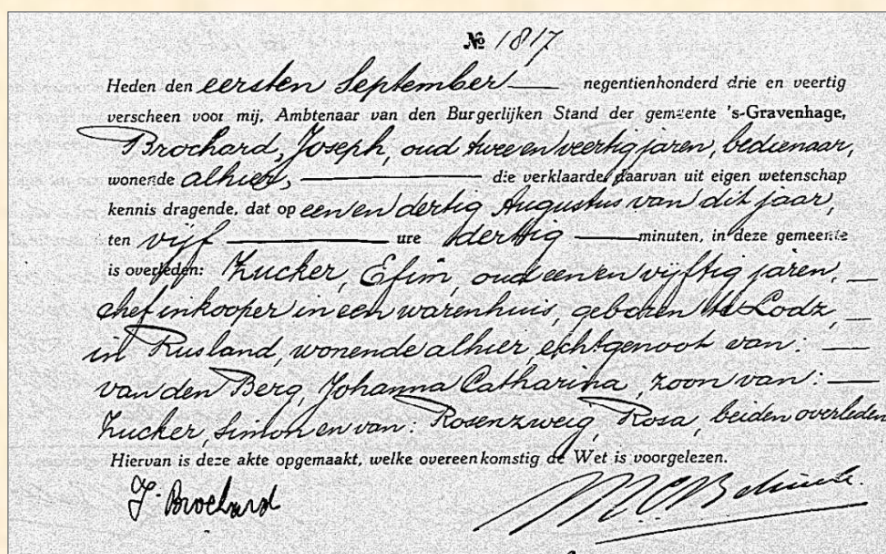 № 1817
Heden den eersten September negentienhonderd drie en veertig
verscheen voor mij, Ambtenaar van den Burgerlijken Stand der gemeente 's-Gravenhage,
Brochard, Joseph, oud twee en veertig jaren, bedienaar,
wonende alhier, die verklaarde, daarvan uit eigen wetenschap
kennis dragende, dat op een en dertig Augustus van dit jaar,
ten vijf ure dertig minuten, in deze gemeente
is overleden: Zucker, Efim, oud een en vijftig jaren,
chef inkooper in een warenhuis, geboren te Lodz,
in Rusland, wonende alhier, echtgenoot van:
van den Berg, Johanna Catharina, zoon van:
Zucker, Simon en van: Rosenzweig, Rosa, beiden overleden
Hiervan is deze akte opgemaakt, welke overeenkomstig de Wet is voorgelezen.
J. Brochard